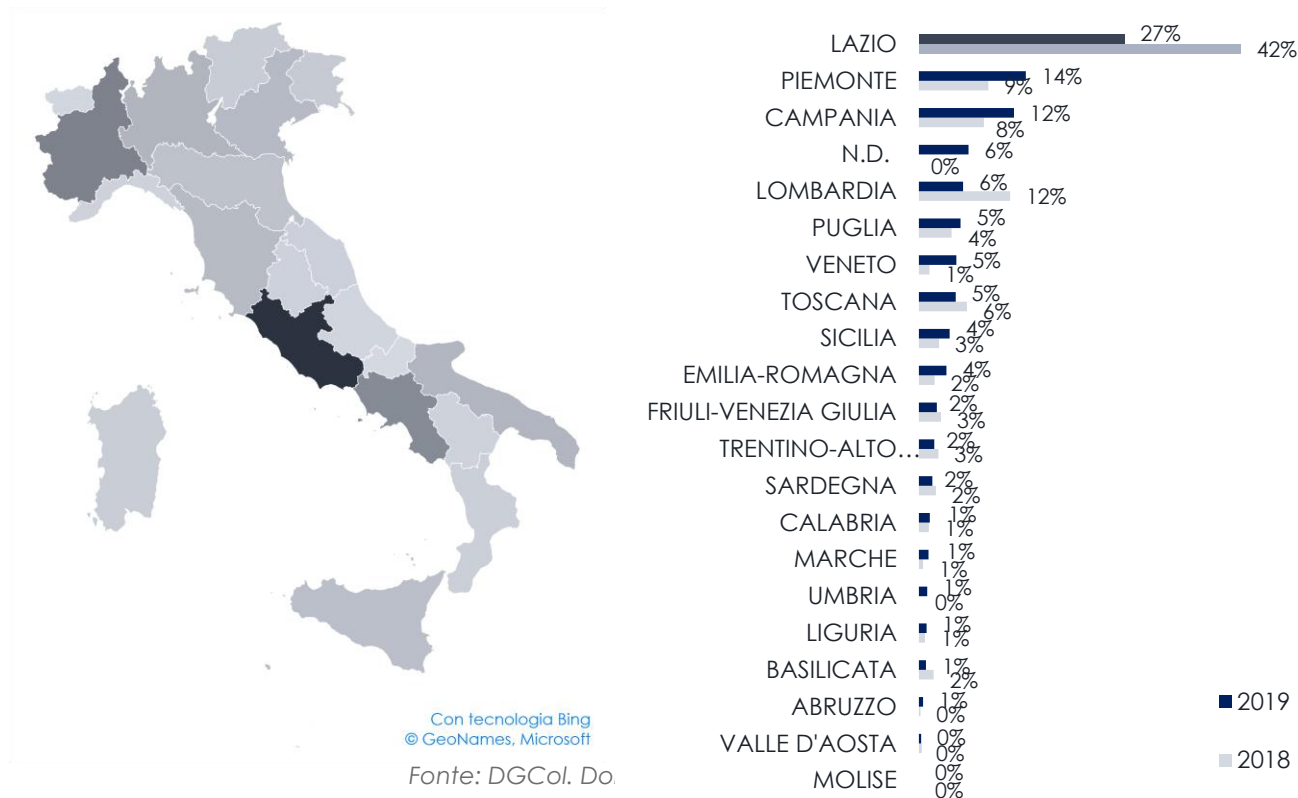 LAZIO 27% 42%
PIEMONTE 14% 9%
CAMPANIA 12% 8%
N.D. 6% 0%
LOMBARDIA 6% 12%
PUGLIA 5% 4%
VENETO 5% 1%
TOSCANA 5% 6%
SICILIA 4% 3%
EMILIA-ROMAGNA 4% 2%
FRIULI-VENEZIA GIULIA 2% 3%
TRENTINO-ALTO... 2% 3%
SARDEGNA 2% 2%
CALABRIA 1% 1%
MARCHE 1% 1%
UMBRIA 1% 0%
LIGURIA 1% 1%
BASILICATA 1% 2%
ABRUZZO 1% 0%
VALLE D'AOSTA 0% 0%
MOLISE 0% 0%
2019
2018
Con tecnologia Bing
© GeoNames, Microsoft
Fonte: DGCol.